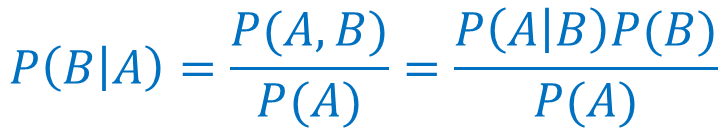 P(B|A) = P(A, B) / P(A) = P(A|B)P(B) / P(A)